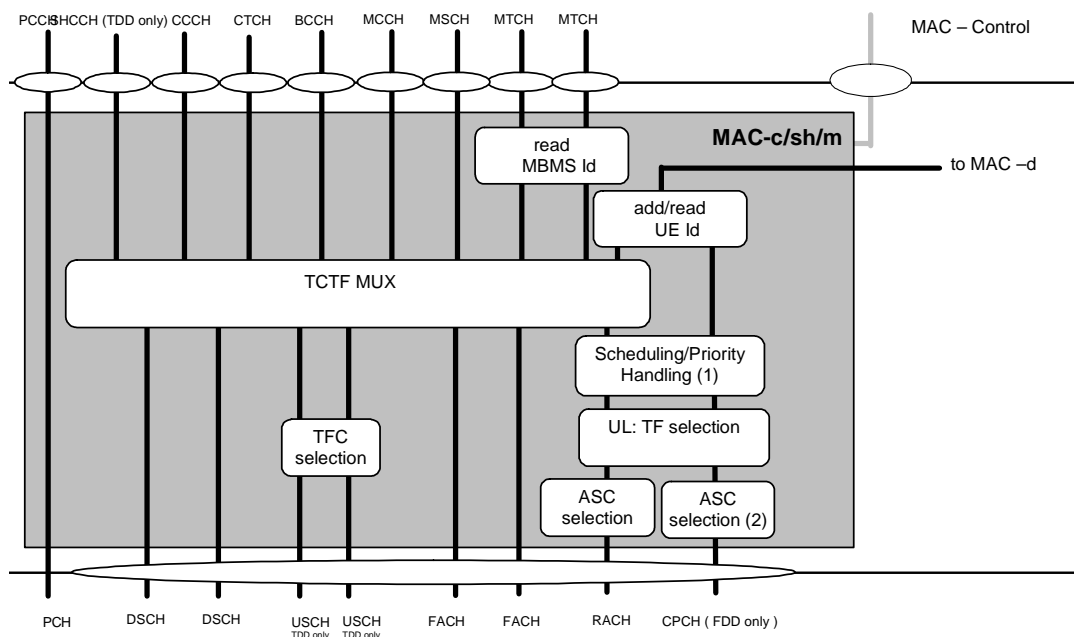 PCCH SHCCH (TDD only) CCCH CTCH BCCH MCCH MSCH MTCH MTCH
MAC – Control
MAC-c/sh/m
read
MBMS Id
to MAC –d
add/read
UE Id
TCTF MUX
Scheduling/Priority
Handling (1)
UL: TF selection
TFC
selection
ASC
selection
ASC
selection (2)
PCH DSCH DSCH USCH USCH FACH FACH RACH CPCH ( FDD only )
TDD only TDD only